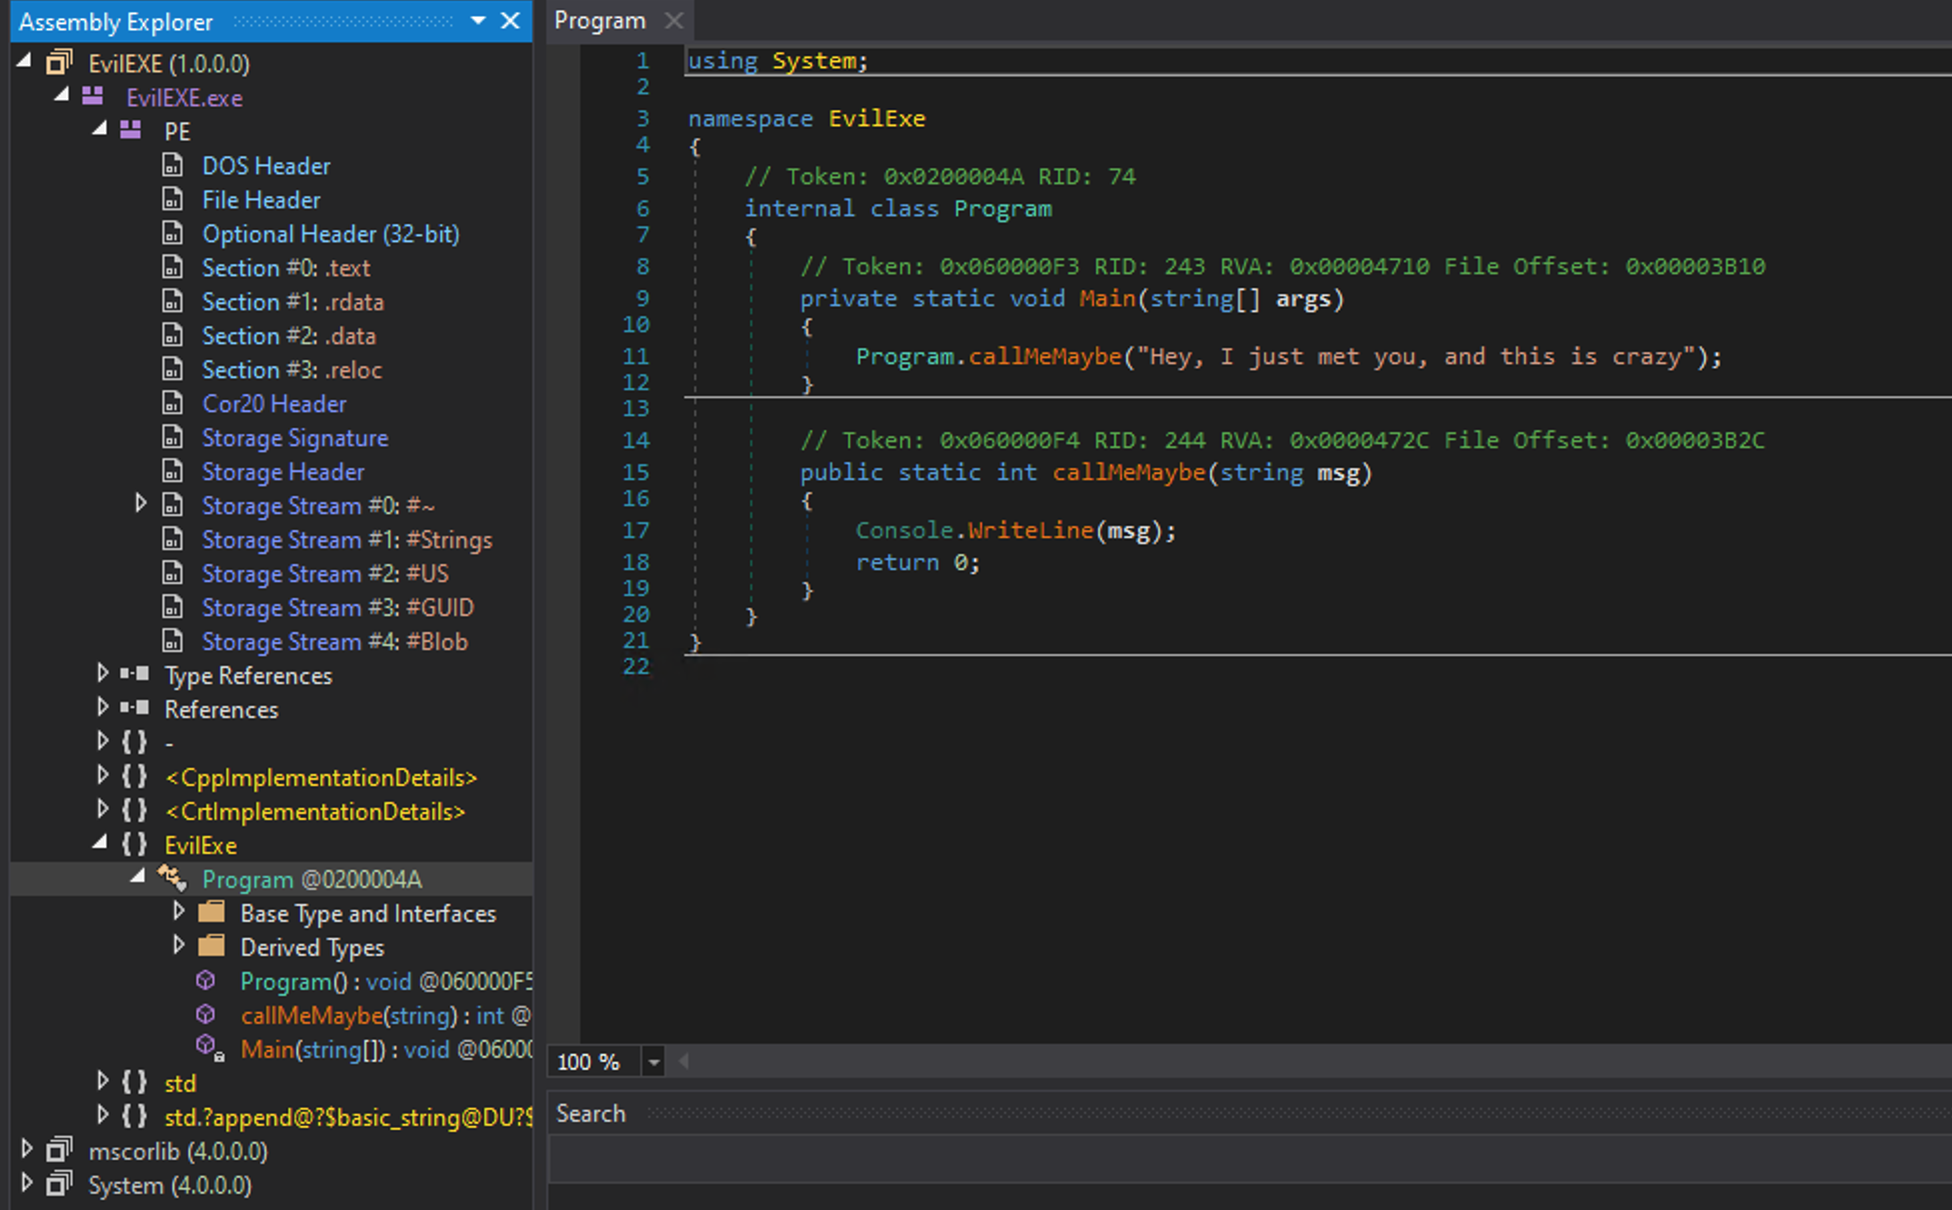 Assembly Explorer
EvilEXE (1.0.0.0)
EvilEXE.exe
PE
DOS Header
File Header
Optional Header (32-bit)
Section #0: .text
Section #1: .rdata
Section #2: .data
Section #3: .reloc
Cor20 Header
Storage Signature
Storage Header
Storage Stream #0: #~
Storage Stream #1: #Strings
Storage Stream #2: #US
Storage Stream #3: #GUID
Storage Stream #4: #Blob
Type References
References
{} -
{} <CppImplementationDetails>
{} <CrtImplementationDetails>
{} EvilExe
Program @0200004A
Base Type and Interfaces
Derived Types
Program() : void @060000F5
callMeMaybe(string) : int @
Main(string[]) : void @0600
{} std
{} std.?append@?$basic_string@DU?$
mscorlib (4.0.0.0)
System (4.0.0.0)
Program
1 using System;
2
3 namespace EvilExe
4 {
5 // Token: 0x0200004A RID: 74
6 internal class Program
7 {
8 // Token: 0x060000F3 RID: 243 RVA: 0x00004710 File Offset: 0x00003B10
9 private static void Main(string[] args)
10 {
11 Program.callMeMaybe("Hey, I just met you, and this is crazy");
12 }
13
14 // Token: 0x060000F4 RID: 244 RVA: 0x0000472C File Offset: 0x00003B2C
15 public static int callMeMaybe(string msg)
16 {
17 Console.WriteLine(msg);
18 return 0;
19 }
20 }
21 }
22
100 %
Search